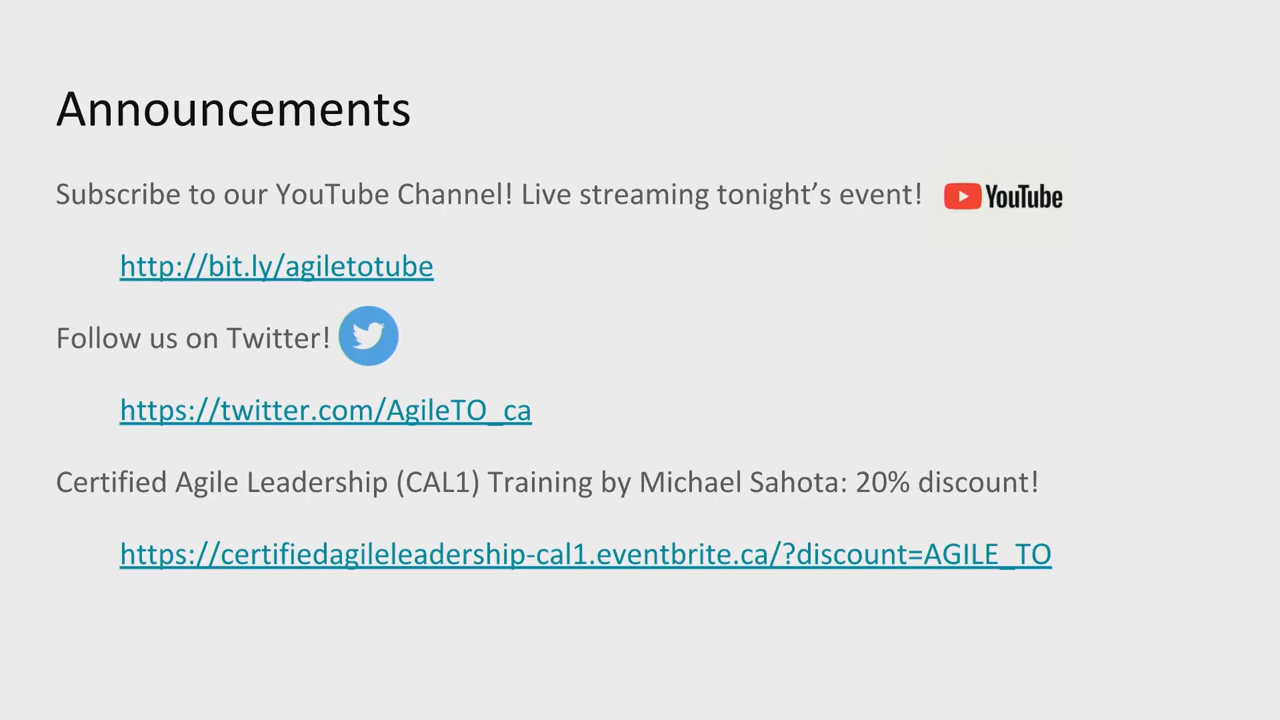 Announcements
Subscribe to our YouTube Channel! Live streaming tonight’s event! YouTube
http://bit.ly/agiletotube
Follow us on Twitter!
https://twitter.com/AgileTO_ca
Certified Agile Leadership (CAL1) Training by Michael Sahota: 20% discount!
https://certifiedagileleadership-cal1.eventbrite.ca/?discount=AGILE_TO